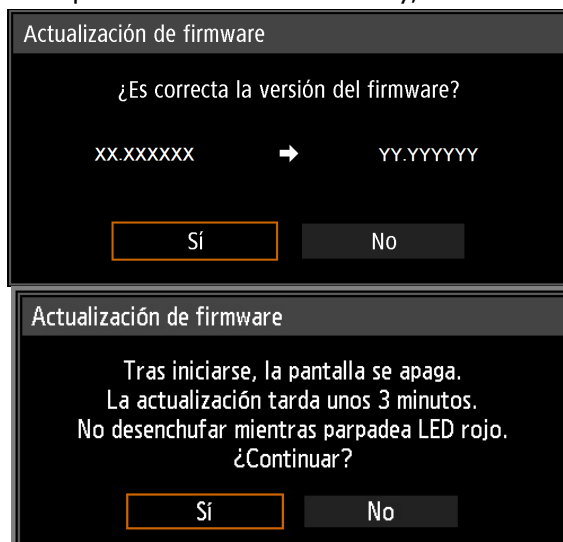 Actualización de firmware
¿Es correcta la versión del firmware?
XX.XXXXXX ➡ YY.YYYYYY
Sí No
Actualización de firmware
Tras iniciarse, la pantalla se apaga.
La actualización tarda unos 3 minutos.
No desenchufar mientras parpadea LED rojo.
¿Continuar?
Sí No